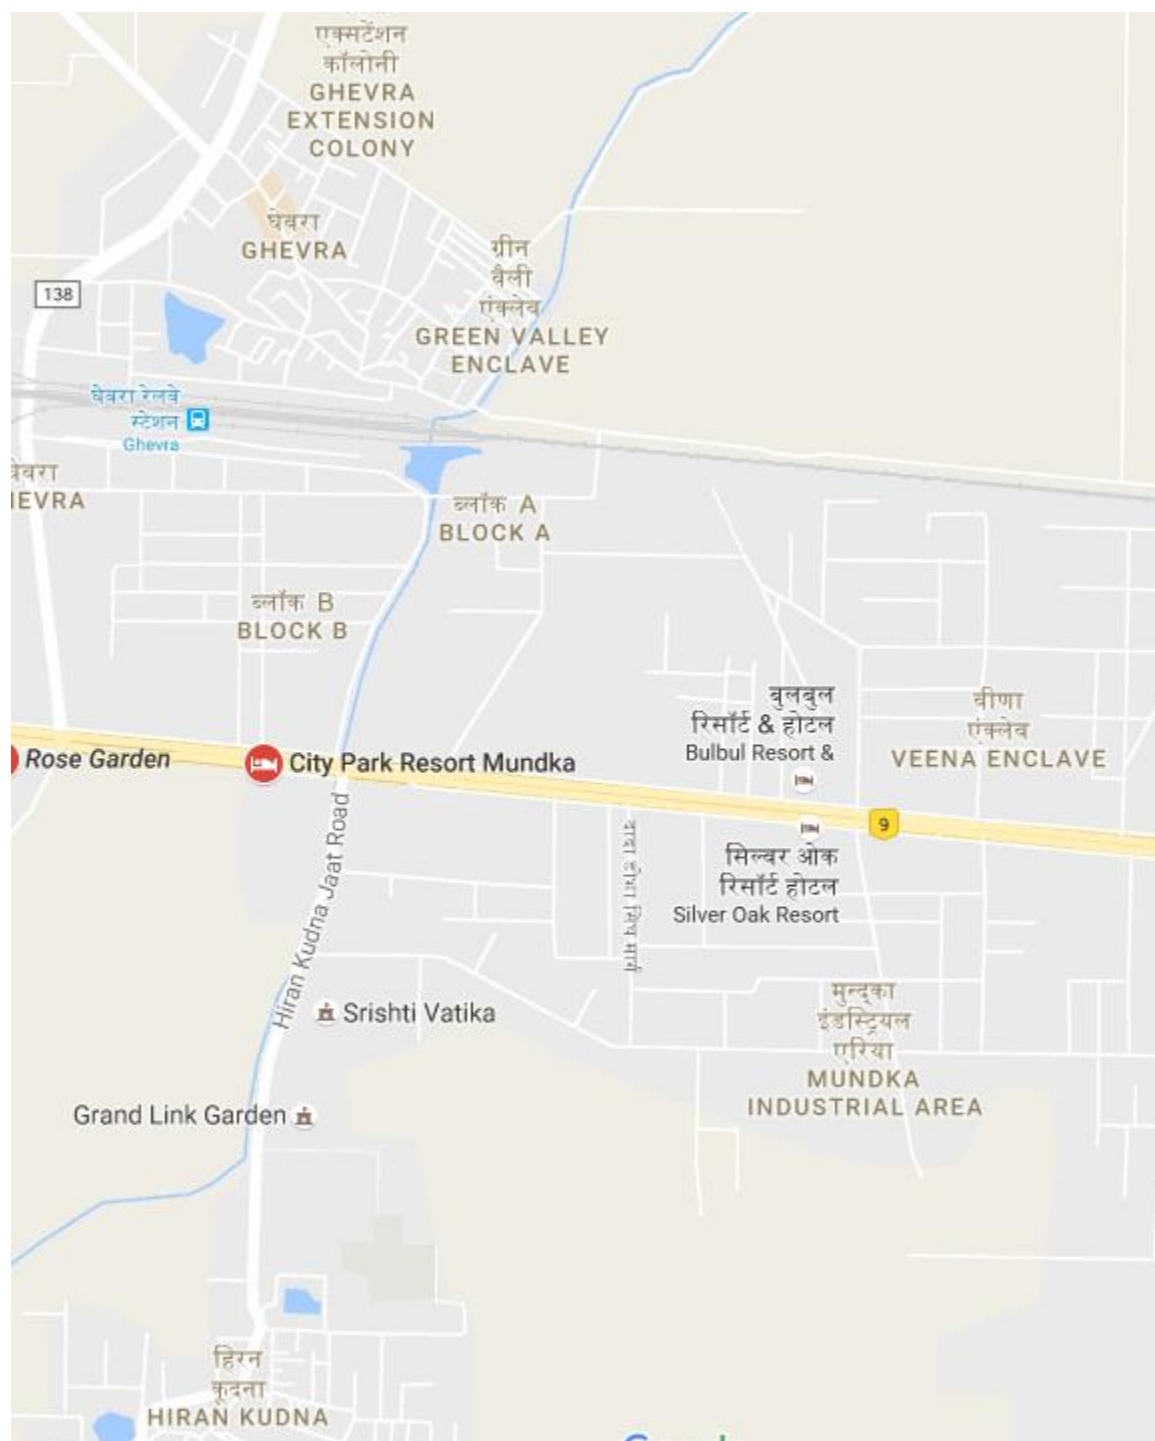 एक्सटेंशन
कॉलोनी
GHEVRA
EXTENSION
COLONY
घेवरा
GHEVRA
ग्रीन
वैली
एंक्लेव
GREEN VALLEY
ENCLAVE
138
घेवरा रेलवे
स्टेशन
Ghevra
घेवरा
HEVRA
ब्लॉक A
BLOCK A
ब्लॉक B
BLOCK B
बुलबुल
रिसॉर्ट & होटल
Bulbul Resort &
वीणा
एंक्लेव
VEENA ENCLAVE
Rose Garden
City Park Resort Mundka
9
Hiran Kudna Jaat Road
सिल्वर ओक
रिसॉर्ट होटल
Silver Oak Resort
Srishti Vatika
मुन्द्का
इंडस्ट्रियल
एरिया
MUNDKA
INDUSTRIAL AREA
Grand Link Garden
हिरन
कूदना
HIRAN KUDNA